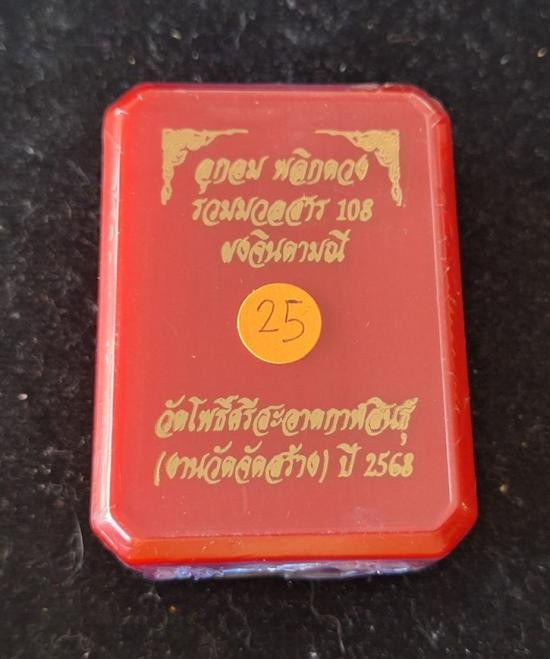 ลูกอม พลิกดวง
รวมมวลสาร 108
ผงจินดามณี
25
วัดโพธิ์ศรีสะอาดกาฬสินธุ์
(งานวัดจัดสร้าง) ปี 2568